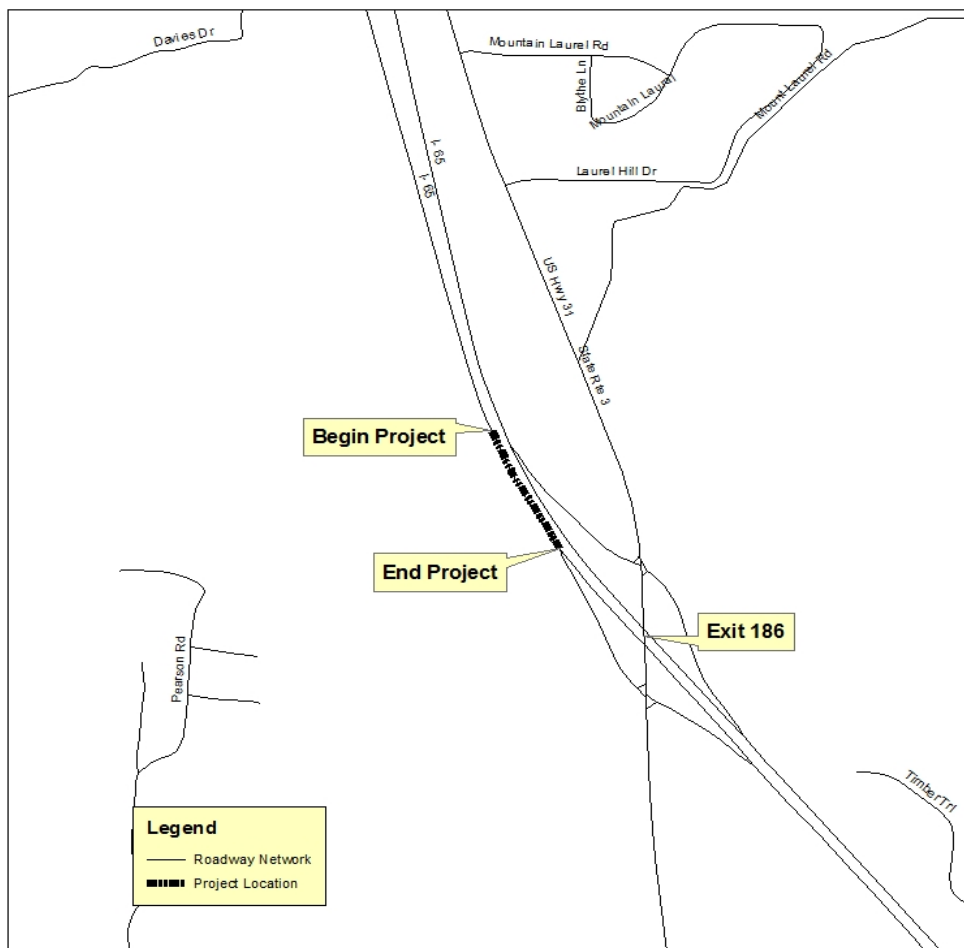 Davies Dr
Mountain Laurel Rd
Blythe Ln
Mountain Laurel
Mount Laurel Rd
I- 65
I- 65
Laurel Hill Dr
US Hwy 31
State Rte 3
Begin Project
End Project
Exit 186
Pearson Rd
Timber Trl
Legend
Roadway Network
Project Location